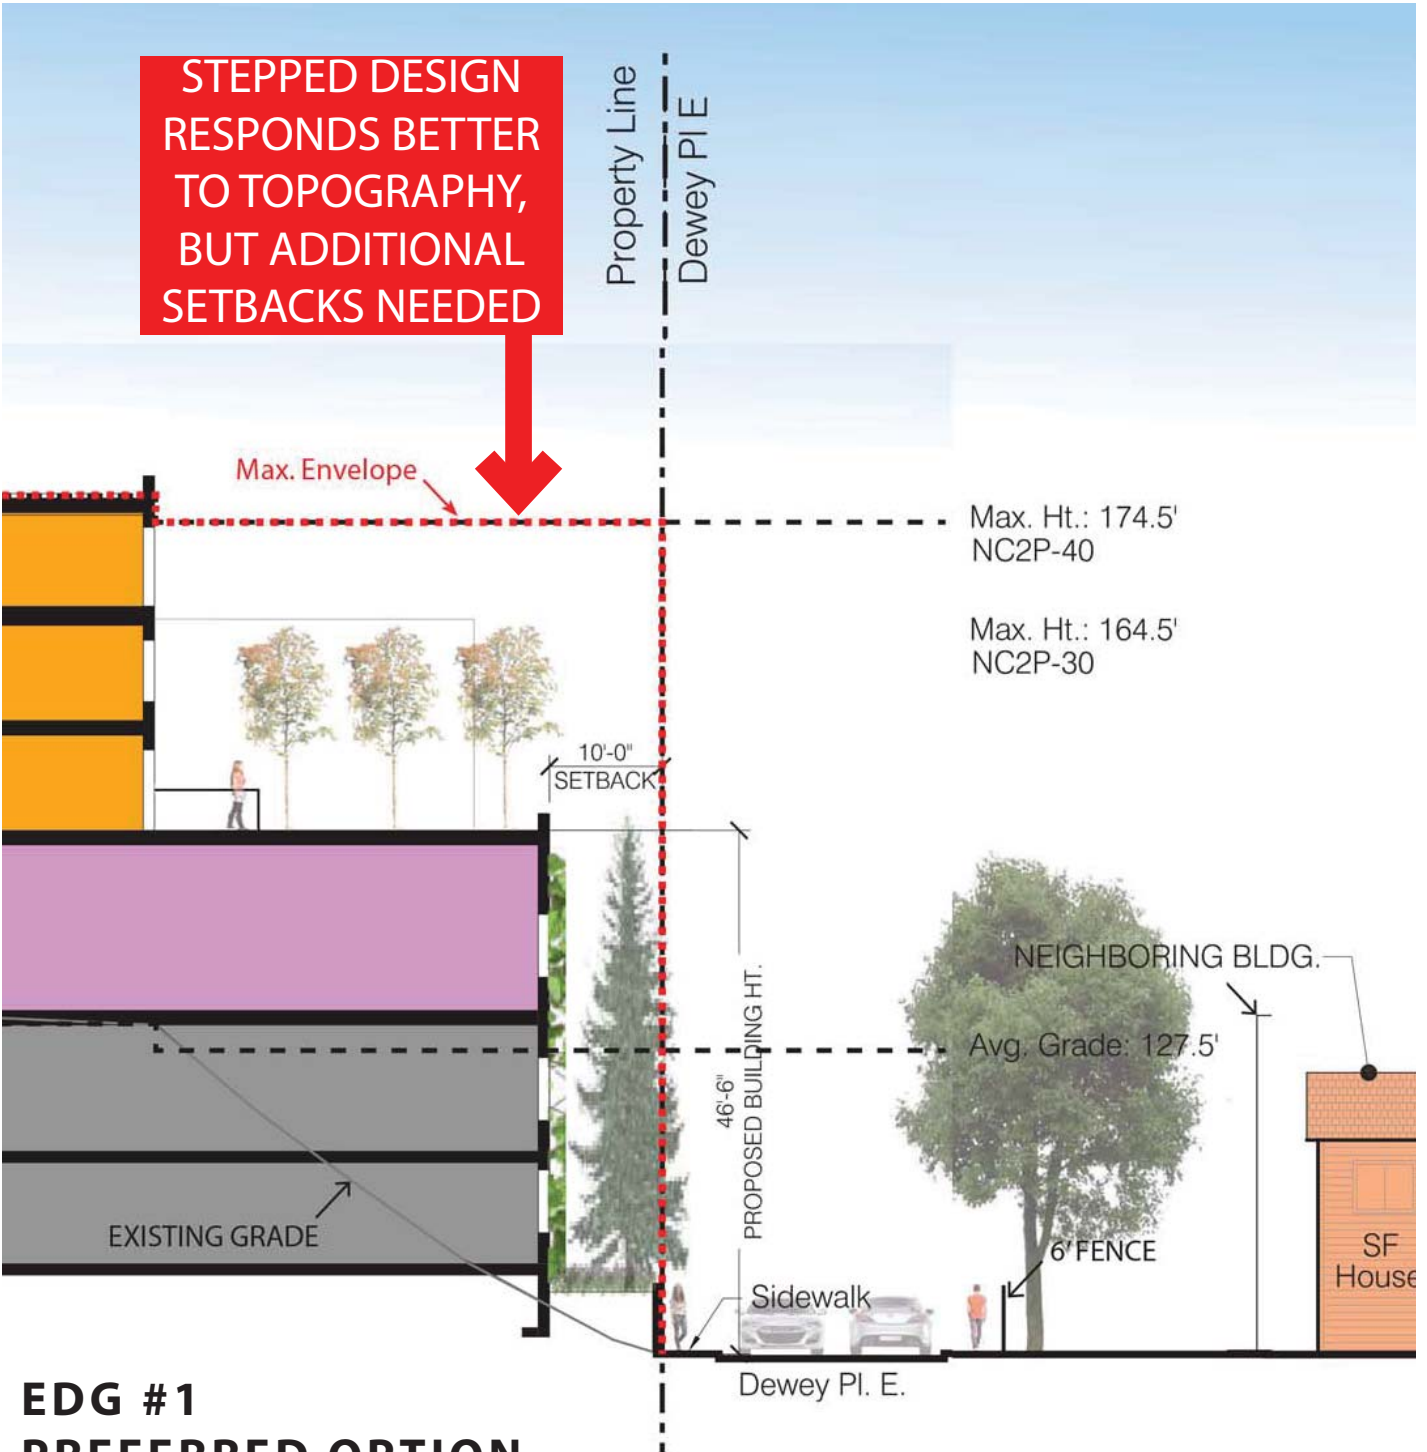 STEPPED DESIGN
RESPONDS BETTER
TO TOPOGRAPHY,
BUT ADDITIONAL
SETBACKS NEEDED
Property Line
Dewey Pl E
Max. Envelope
Max. Ht.: 174.5'
NC2P-40
Max. Ht.: 164.5'
NC2P-30
10'-0"
SETBACK
NEIGHBORING BLDG.
Avg. Grade: 127.5'
46'-6"
PROPOSED BUILDING HT.
EXISTING GRADE
6' FENCE
SF
House
Sidewalk
Dewey Pl. E.
EDG #1
PREFERRED OPTION